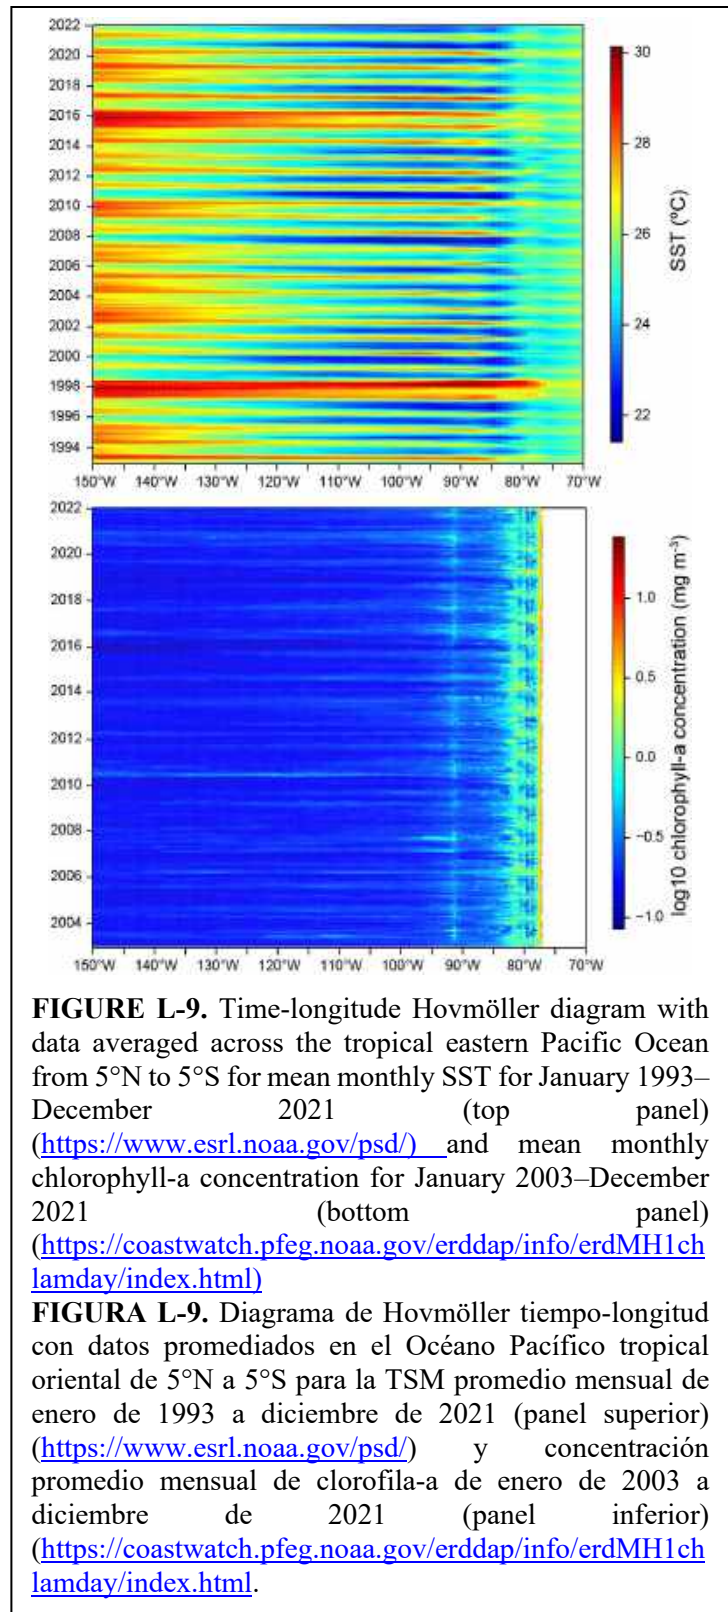 2022
2020
2018
2016
2014
2012
2010
2008
2006
2004
2002
2000
1998
1996
1994
150°W 140°W 130°W 120°W 110°W 100°W 90°W 80°W 70°W
30
28
26
24
22
SST (°C)
2022
2020
2018
2016
2014
2012
2010
2008
2006
2004
150°W 140°W 130°W 120°W 110°W 100°W 90°W 80°W 70°W
1.0
0.5
0.0
−0.5
−1.0
log10 chlorophyll-a concentration (mg m⁻³)
FIGURE L-9. Time-longitude Hovmöller diagram with
data averaged across the tropical eastern Pacific Ocean
from 5°N to 5°S for mean monthly SST for January 1993–
December 2021 (top panel)
(https://www.esrl.noaa.gov/psd/) and mean monthly
chlorophyll-a concentration for January 2003–December
2021 (bottom panel)
(https://coastwatch.pfeg.noaa.gov/erddap/info/erdMH1ch
lamday/index.html)
FIGURA L-9. Diagrama de Hovmöller tiempo-longitud
con datos promediados en el Océano Pacífico tropical
oriental de 5°N a 5°S para la TSM promedio mensual de
enero de 1993 a diciembre de 2021 (panel superior)
(https://www.esrl.noaa.gov/psd/) y concentración
promedio mensual de clorofila-a de enero de 2003 a
diciembre de 2021 (panel inferior)
(https://coastwatch.pfeg.noaa.gov/erddap/info/erdMH1ch
lamday/index.html.